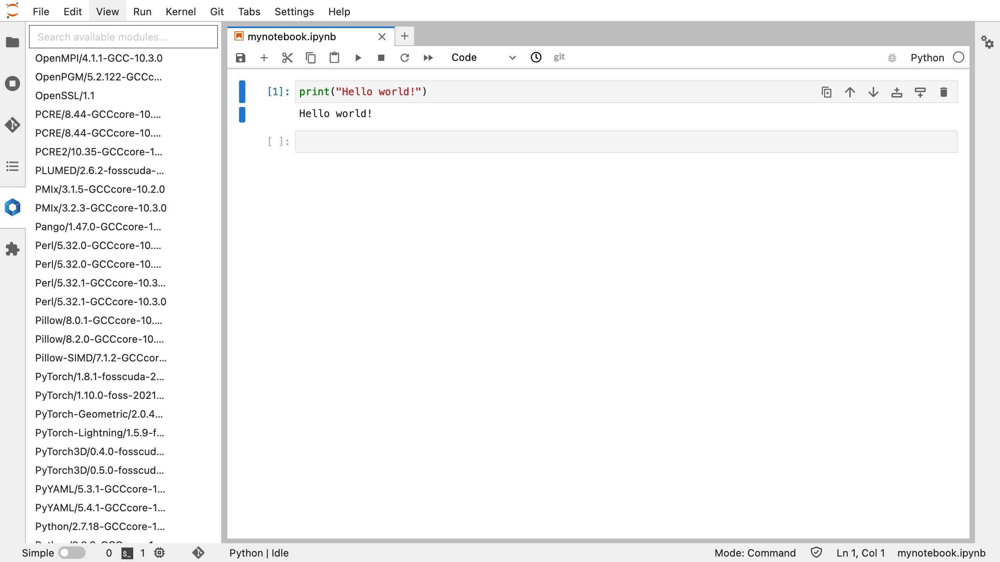 File Edit View Run Kernel Git Tabs Settings Help
Search available modules...
OpenMPI/4.1.1-GCC-10.3.0
OpenPGM/5.2.122-GCCc...
OpenSSL/1.1
PCRE/8.44-GCCcore-10....
PCRE/8.44-GCCcore-10....
PCRE2/10.35-GCCcore-1...
PLUMED/2.6.2-fosscuda-...
PMIx/3.1.5-GCCcore-10.2.0
PMIx/3.2.3-GCCcore-10.3.0
Pango/1.47.0-GCCcore-1...
Perl/5.32.0-GCCcore-10....
Perl/5.32.0-GCCcore-10....
Perl/5.32.1-GCCcore-10.3...
Perl/5.32.1-GCCcore-10.3.0
Pillow/8.0.1-GCCcore-10....
Pillow/8.2.0-GCCcore-10....
Pillow-SIMD/7.1.2-GCCcor...
PyTorch/1.8.1-fosscuda-2...
PyTorch/1.10.0-foss-2021...
PyTorch-Geometric/2.0.4...
PyTorch-Lightning/1.5.9-f...
PyTorch3D/0.4.0-fosscud...
PyTorch3D/0.5.0-fosscud...
PyYAML/5.3.1-GCCcore-1...
PyYAML/5.4.1-GCCcore-1...
Python/2.7.18-GCCcore-1...
mynotebook.ipynb
Code git Python
[1]: print("Hello world!")
Hello world!
[ ]:
Simple 0 $_ 1 Python | Idle Mode: Command Ln 1, Col 1 mynotebook.ipynb